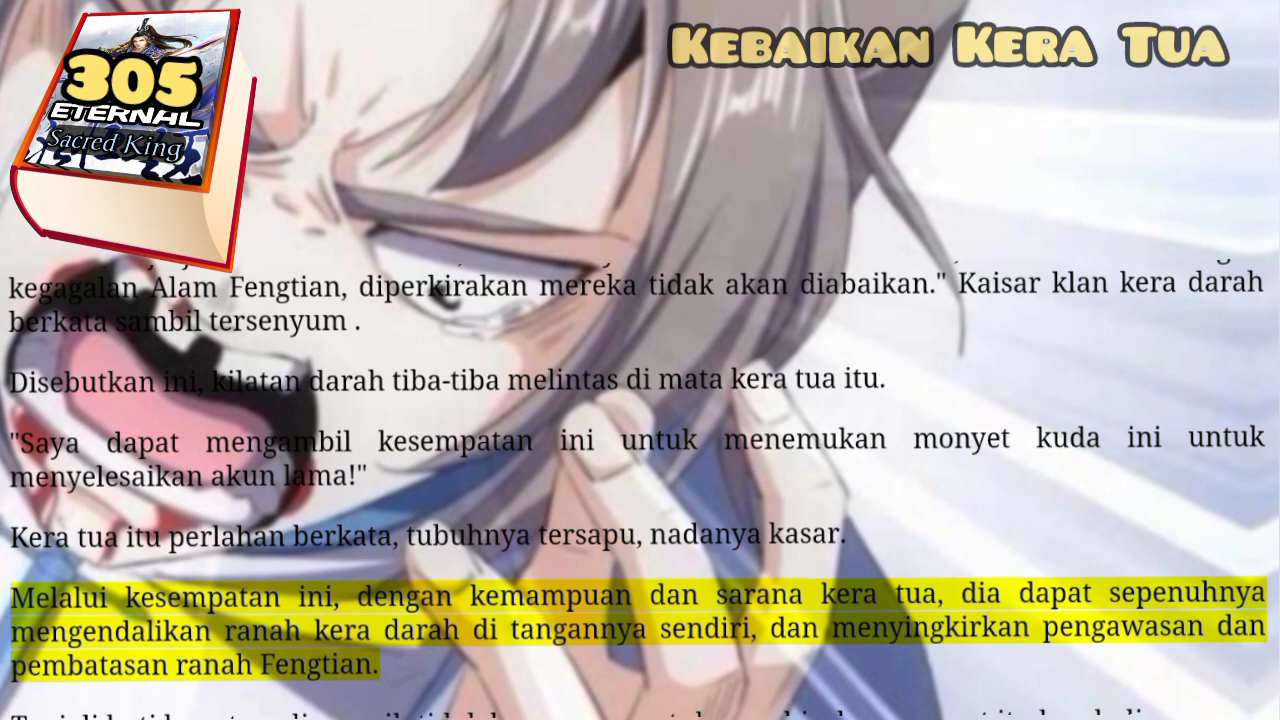 305
ETERNAL
Sacred King
KEBAIKAN KERA TUA
kegagalan Alam Fengtian, diperkirakan mereka tidak akan diabaikan." Kaisar klan kera darah
berkata sambil tersenyum .
Disebutkan ini, kilatan darah tiba-tiba melintas di mata kera tua itu.
"Saya dapat mengambil kesempatan ini untuk menemukan monyet kuda ini untuk
menyelesaikan akun lama!"
Kera tua itu perlahan berkata, tubuhnya tersapu, nadanya kasar.
Melalui kesempatan ini, dengan kemampuan dan sarana kera tua, dia dapat sepenuhnya
mengendalikan ranah kera darah di tangannya sendiri, dan menyingkirkan pengawasan dan
pembatasan ranah Fengtian.